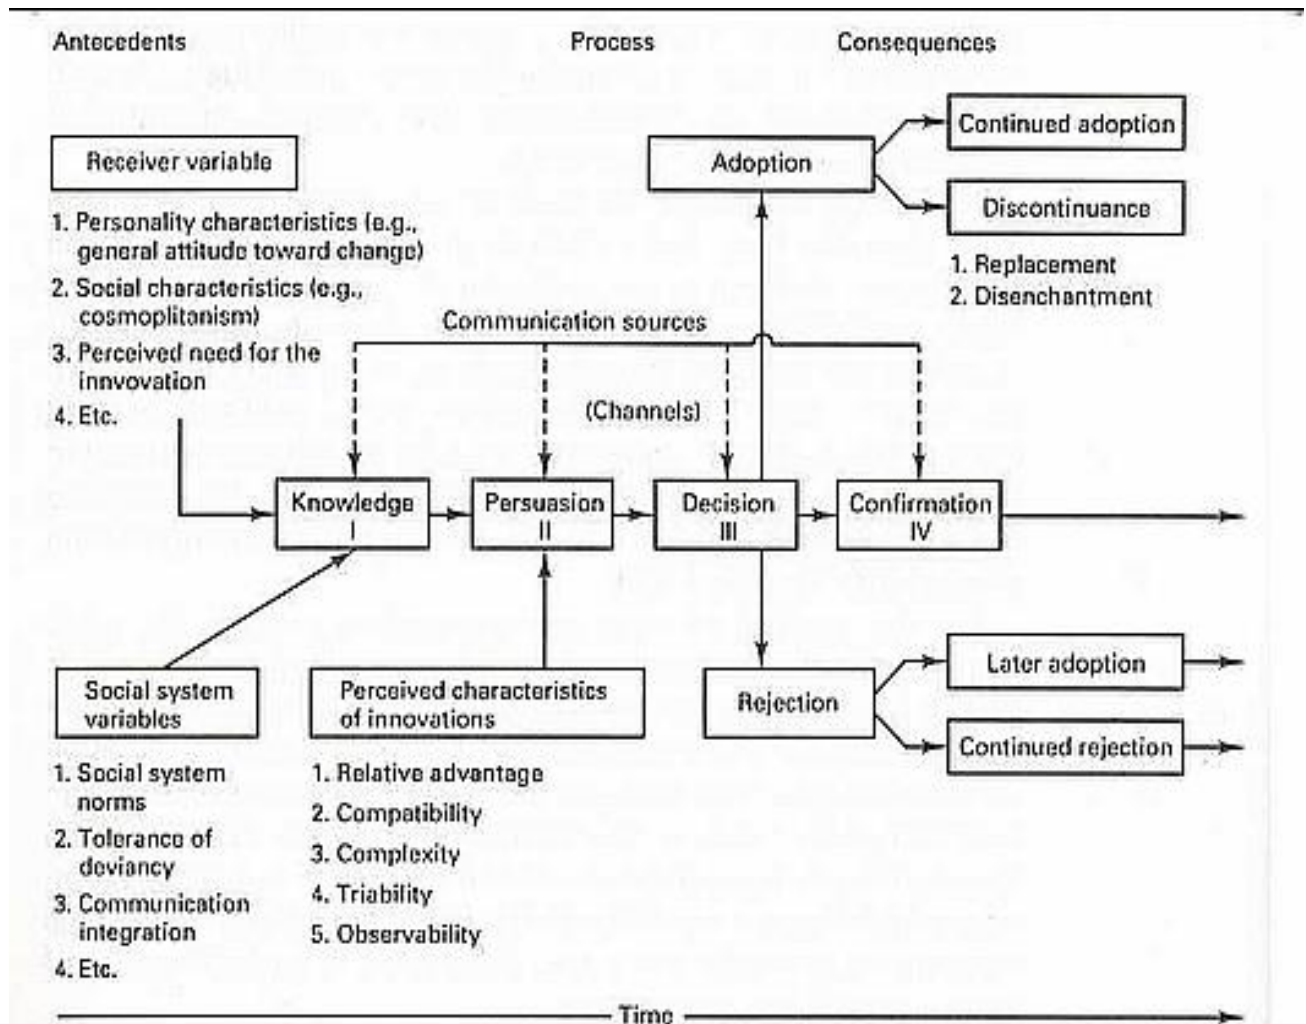 Antecedents
Process
Consequences
Receiver variable
1. Personality characteristics (e.g.,
general attitude toward change)
2. Social characteristics (e.g.,
cosmoplitanism)
3. Perceived need for the
innvovation
4. Etc.
Adoption
Continued adoption
Discontinuance
1. Replacement
2. Disenchantment
Communication sources
(Channels)
Knowledge
I
Persuasion
II
Decision
III
Confirmation
IV
Social system
variables
1. Social system
norms
2. Tolerance of
deviancy
3. Communication
integration
4. Etc.
Perceived characteristics
of innovations
1. Relative advantage
2. Compatibility
3. Complexity
4. Triability
5. Observability
Rejection
Later adoption
Continued rejection
Time